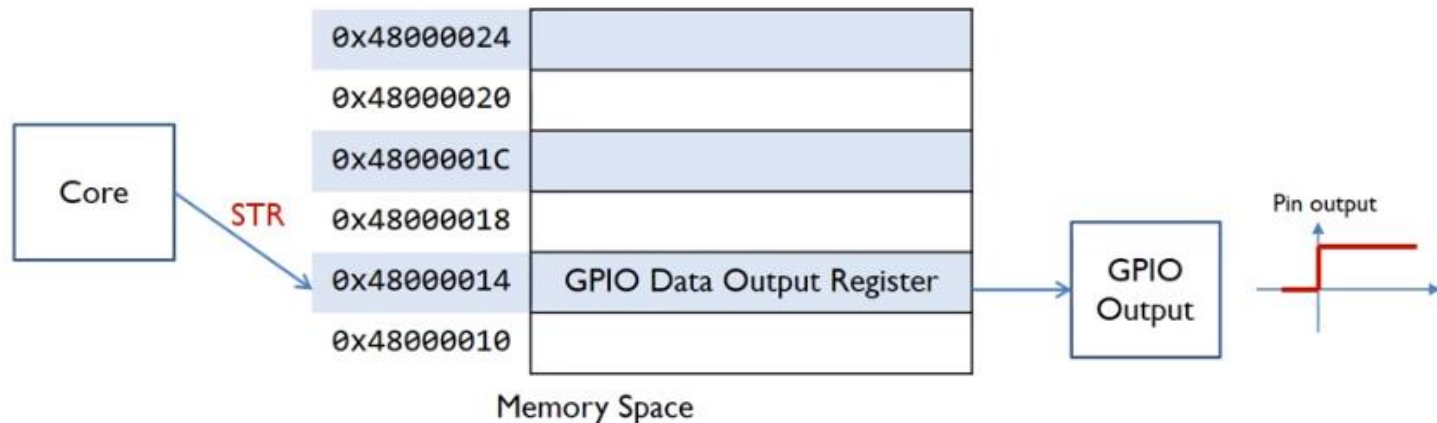 0x48000024
0x48000020
0x4800001C
Core
STR
0x48000018
Pin output
0x48000014 GPIO Data Output Register
GPIO
Output
0x48000010
Memory Space